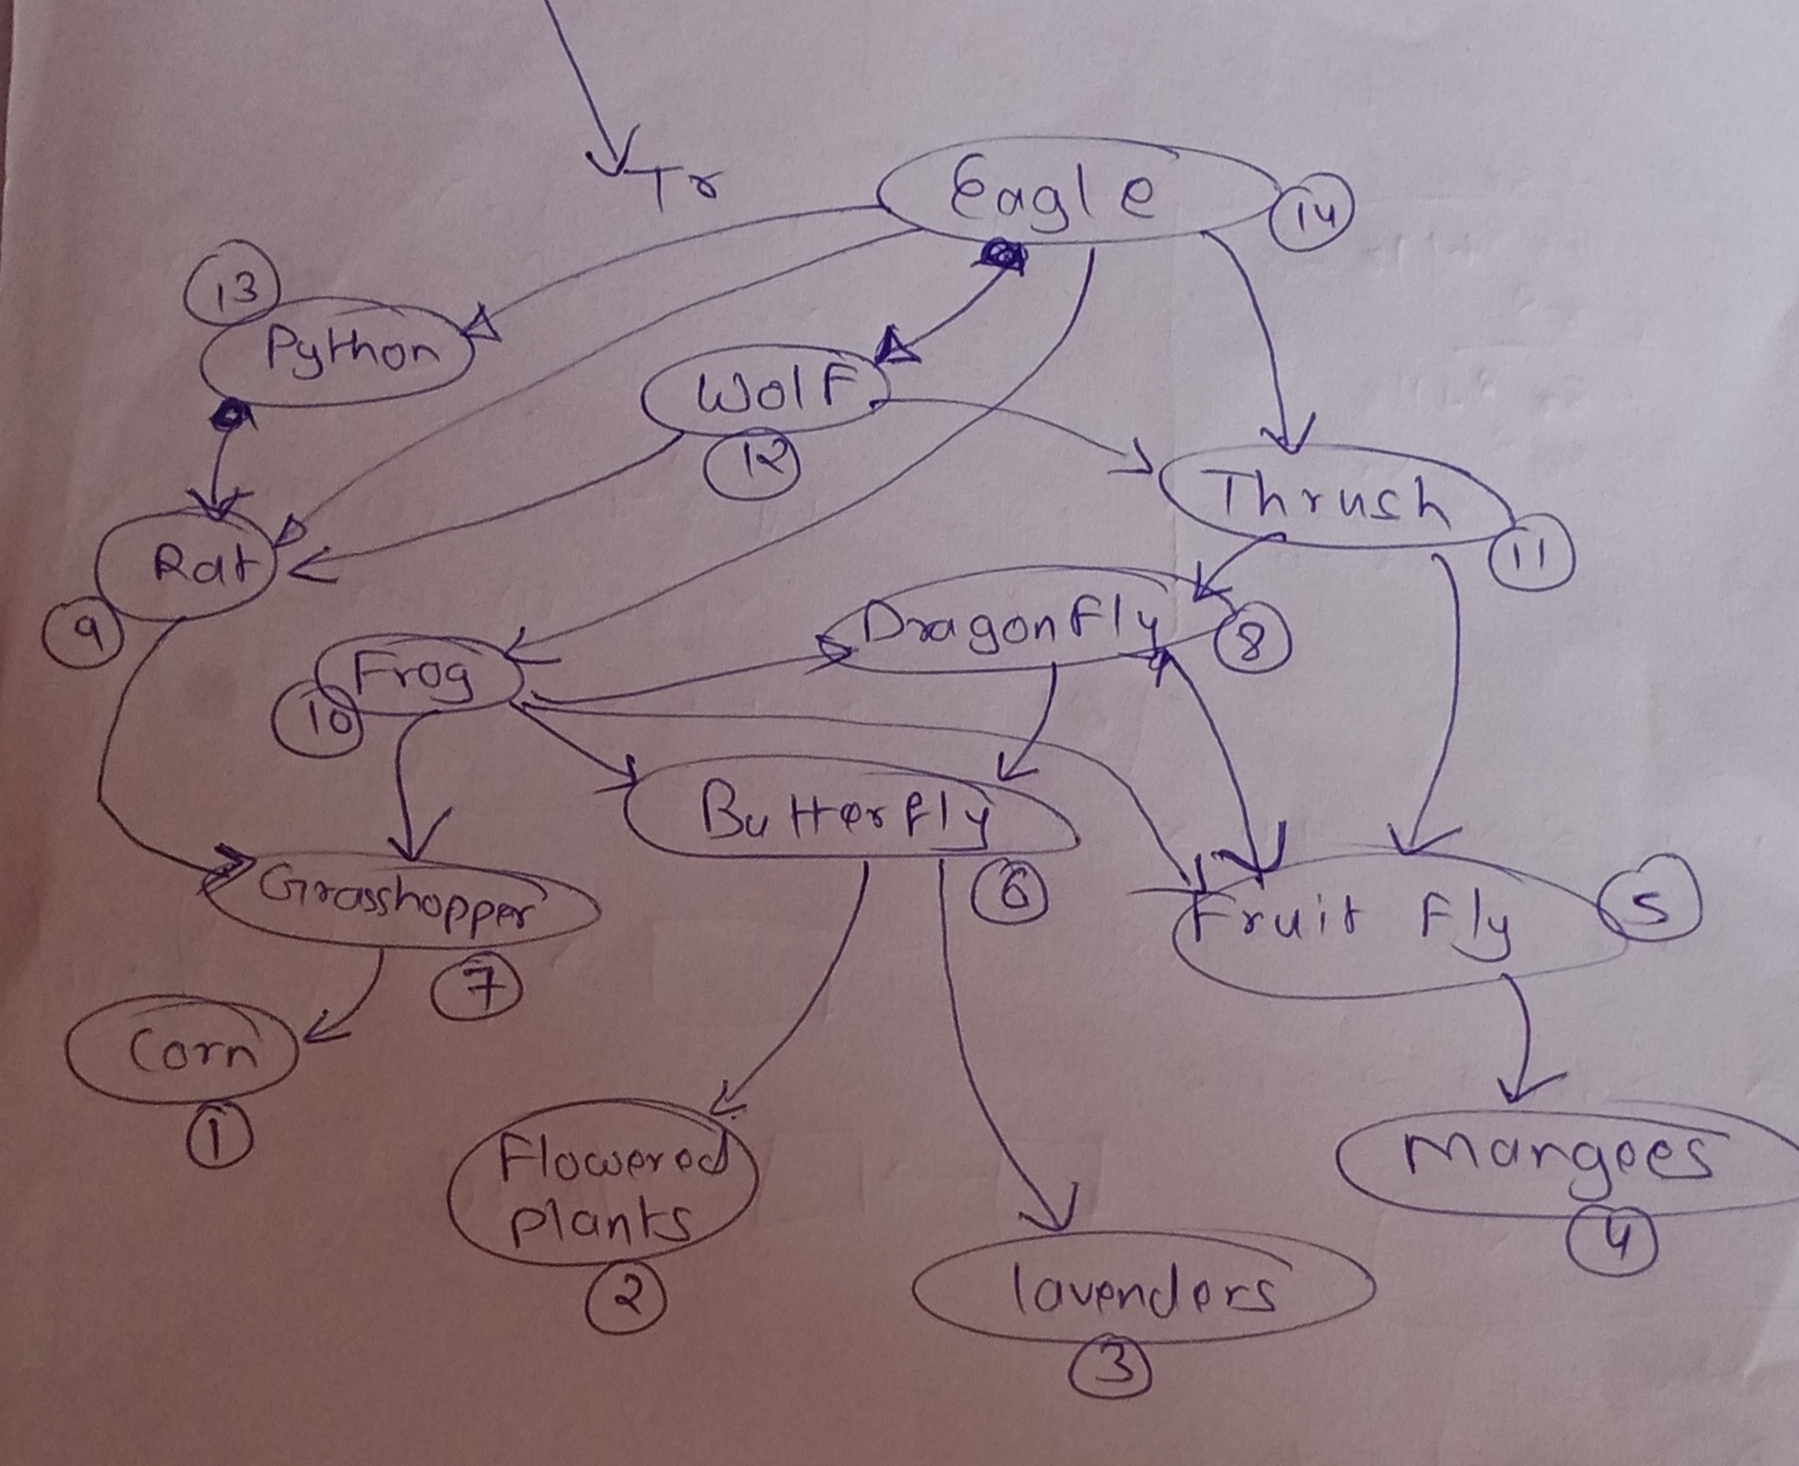 Tr
Eagle
14
13
Python
Wolf
12
Thrush
11
Rat
9
Dragonfly
8
Frog
10
Butterfly
6
Grasshopper
7
Fruit Fly
5
Corn
1
Flowered
plants
2
Mangoes
4
lavenders
3